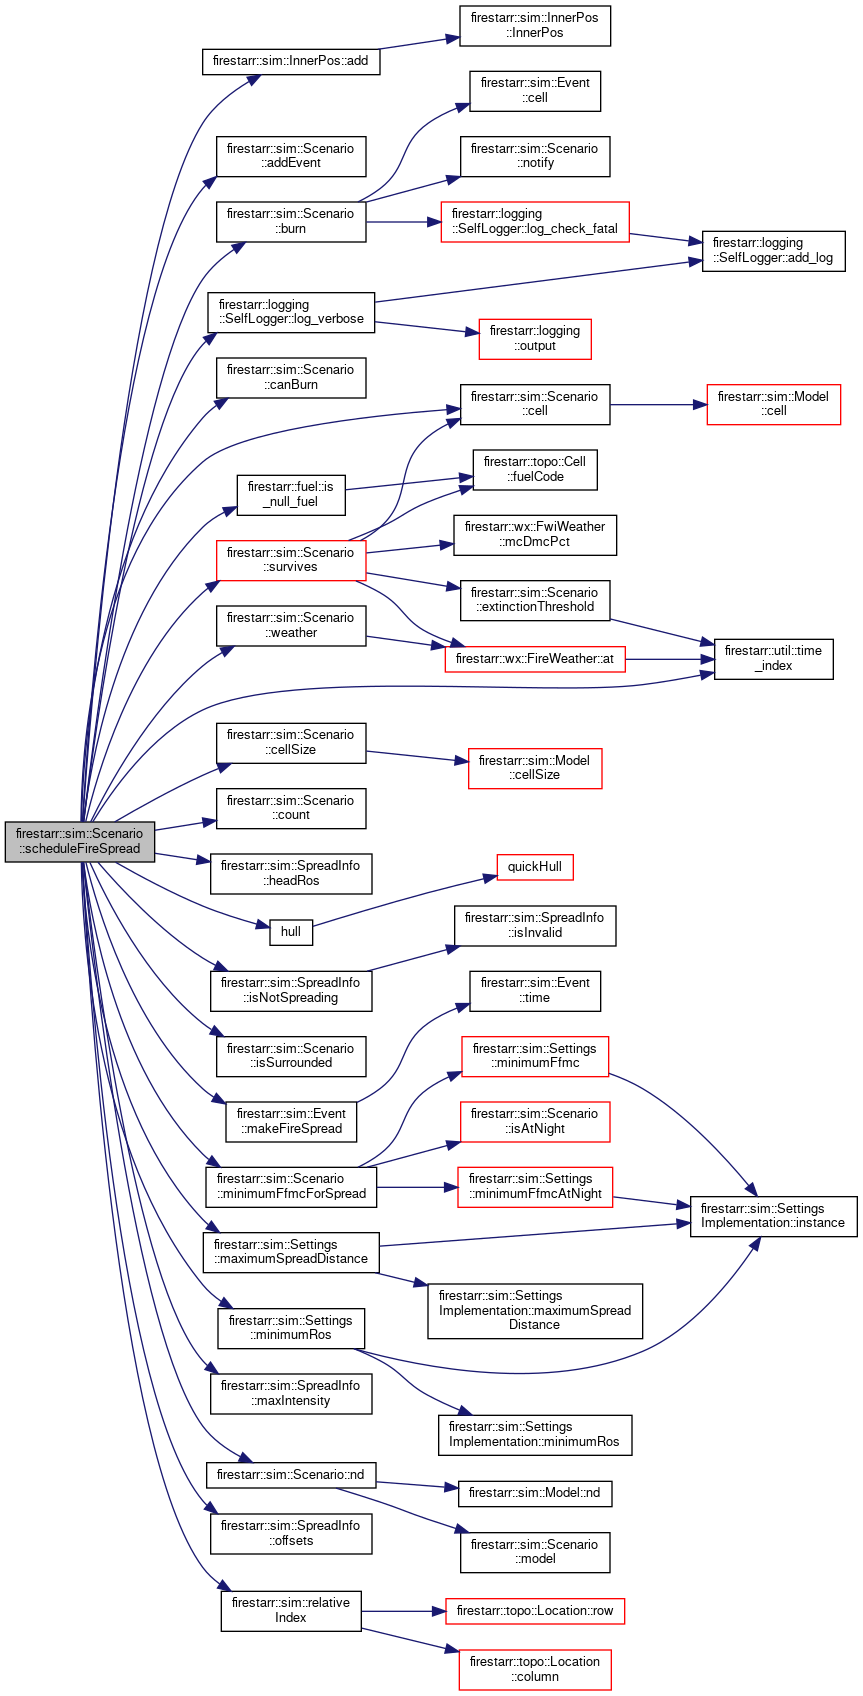 firestarr::sim::InnerPos
::InnerPos
firestarr::sim::InnerPos::add
firestarr::sim::Event
::cell
firestarr::sim::Scenario
::addEvent
firestarr::sim::Scenario
::notify
firestarr::sim::Scenario
::burn
firestarr::logging
::SelfLogger::log_check_fatal
firestarr::logging
::SelfLogger::add_log
firestarr::logging
::SelfLogger::log_verbose
firestarr::logging
::output
firestarr::sim::Scenario
::canBurn
firestarr::sim::Scenario
::cell
firestarr::sim::Model
::cell
firestarr::topo::Cell
::fuelCode
firestarr::fuel::is
_null_fuel
firestarr::wx::FwiWeather
::mcDmcPct
firestarr::sim::Scenario
::survives
firestarr::sim::Scenario
::extinctionThreshold
firestarr::sim::Scenario
::weather
firestarr::wx::FireWeather::at
firestarr::util::time
_index
firestarr::sim::Scenario
::cellSize
firestarr::sim::Model
::cellSize
firestarr::sim::Scenario
::count
firestarr::sim::Scenario
::scheduleFireSpread
firestarr::sim::SpreadInfo
::headRos
quickHull
hull
firestarr::sim::SpreadInfo
::isInvalid
firestarr::sim::SpreadInfo
::isNotSpreading
firestarr::sim::Event
::time
firestarr::sim::Scenario
::isSurrounded
firestarr::sim::Settings
::minimumFfmc
firestarr::sim::Event
::makeFireSpread
firestarr::sim::Scenario
::isAtNight
firestarr::sim::Scenario
::minimumFfmcForSpread
firestarr::sim::Settings
::minimumFfmcAtNight
firestarr::sim::Settings
Implementation::instance
firestarr::sim::Settings
::maximumSpreadDistance
firestarr::sim::Settings
Implementation::maximumSpread
Distance
firestarr::sim::Settings
::minimumRos
firestarr::sim::SpreadInfo
::maxIntensity
firestarr::sim::Settings
Implementation::minimumRos
firestarr::sim::Scenario::nd
firestarr::sim::Model::nd
firestarr::sim::SpreadInfo
::offsets
firestarr::sim::Scenario
::model
firestarr::sim::relative
Index
firestarr::topo::Location::row
firestarr::topo::Location
::column